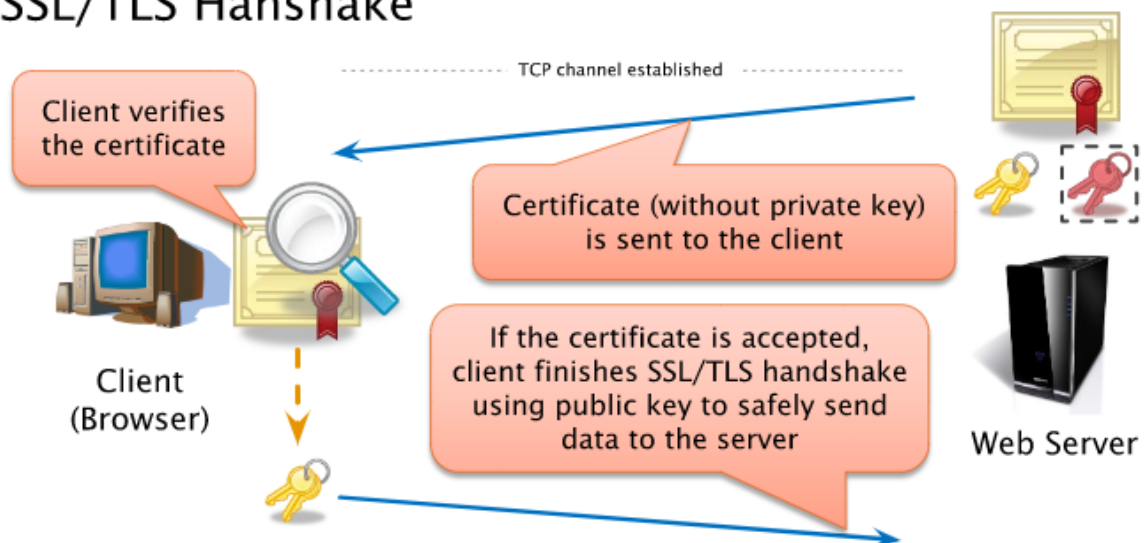 SSL/TLS Hanshake
TCP channel established
Client verifies
the certificate
Certificate (without private key)
is sent to the client
If the certificate is accepted,
client finishes SSL/TLS handshake
using public key to safely send
data to the server
Client
(Browser)
Web Server